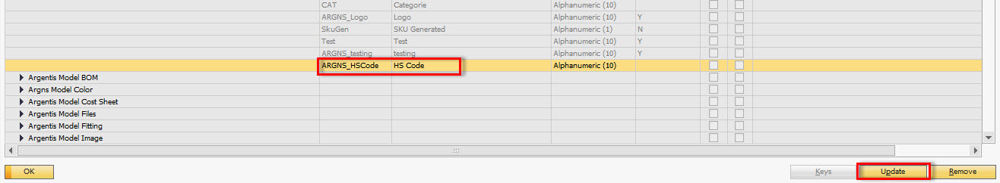 CAT Categorie Alphanumeric (10)
ARGNS_Logo Logo Alphanumeric (10) Y
SkuGen SKU Generated Alphanumeric (1) N
Test Test Alphanumeric (10) Y
ARGNS_testing testing Alphanumeric (10) Y
ARGNS_HSCode HS Code Alphanumeric (10)
Argentis Model BOM
Argns Model Color
Argentis Model Cost Sheet
Argentis Model Files
Argentis Model Fitting
Argentis Model Image
OK Keys Update Remove